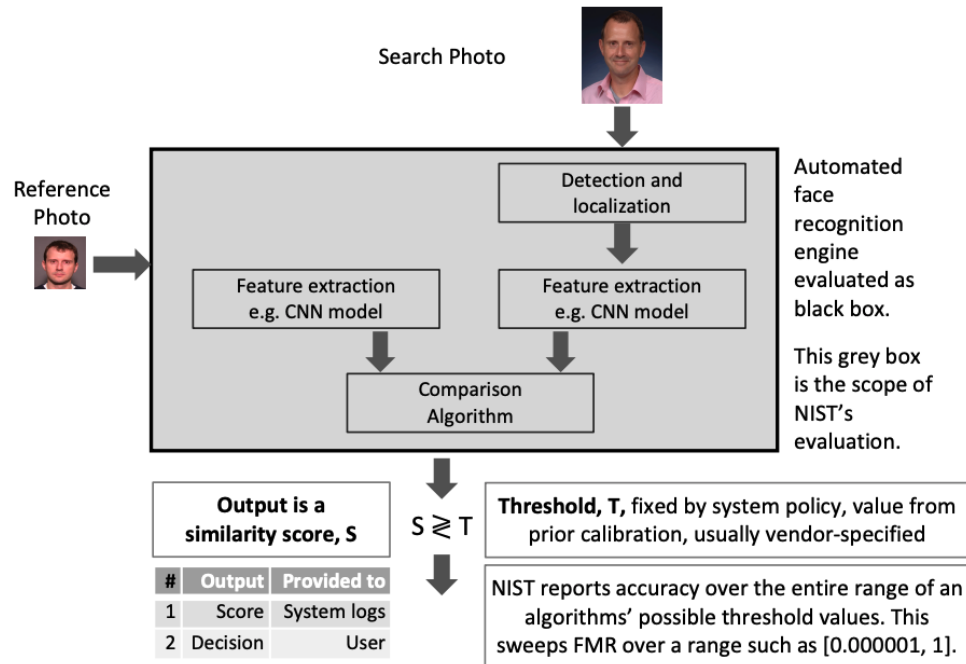 Search Photo
Reference
Photo
Detection and
localization
Feature extraction
e.g. CNN model
Feature extraction
e.g. CNN model
Comparison
Algorithm
Automated
face
recognition
engine
evaluated as
black box.
This grey box
is the scope of
NIST’s
evaluation.
Output is a
similarity score, S
S ≷ T
Threshold, T, fixed by system policy, value from
prior calibration, usually vendor-specified
# Output Provided to
1 Score System logs
2 Decision User
NIST reports accuracy over the entire range of an
algorithms’ possible threshold values. This
sweeps FMR over a range such as [0.000001, 1].